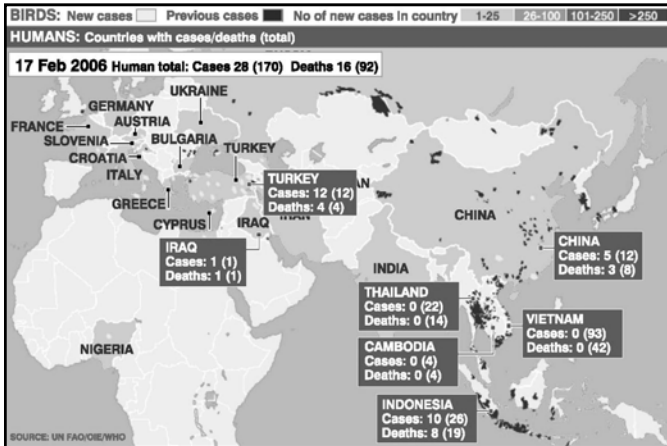 BIRDS: New cases Previous cases No of new cases in country 1-25 26-100 101-250 >250
HUMANS: Countries with cases/deaths (total)
17 Feb 2006 Human total: Cases 28 (170) Deaths 16 (92)
UKRAINE
GERMANY
FRANCE
AUSTRIA
SLOVENIA
BULGARIA
CROATIA
TURKEY
ITALY
TURKEY
Cases: 12 (12)
Deaths: 4 (4)
GREECE
CYPRUS
IRAQ
IRAQ
Cases: 1 (1)
Deaths: 1 (1)
CHINA
CHINA
Cases: 5 (12)
Deaths: 3 (8)
INDIA
THAILAND
Cases: 0 (22)
Deaths: 0 (14)
VIETNAM
Cases: 0 (93)
Deaths: 0 (42)
CAMBODIA
Cases: 0 (4)
Deaths: 0 (4)
NIGERIA
INDONESIA
Cases: 10 (26)
Deaths: 8 (19)
SOURCE: UN FAO/OIE/WHO